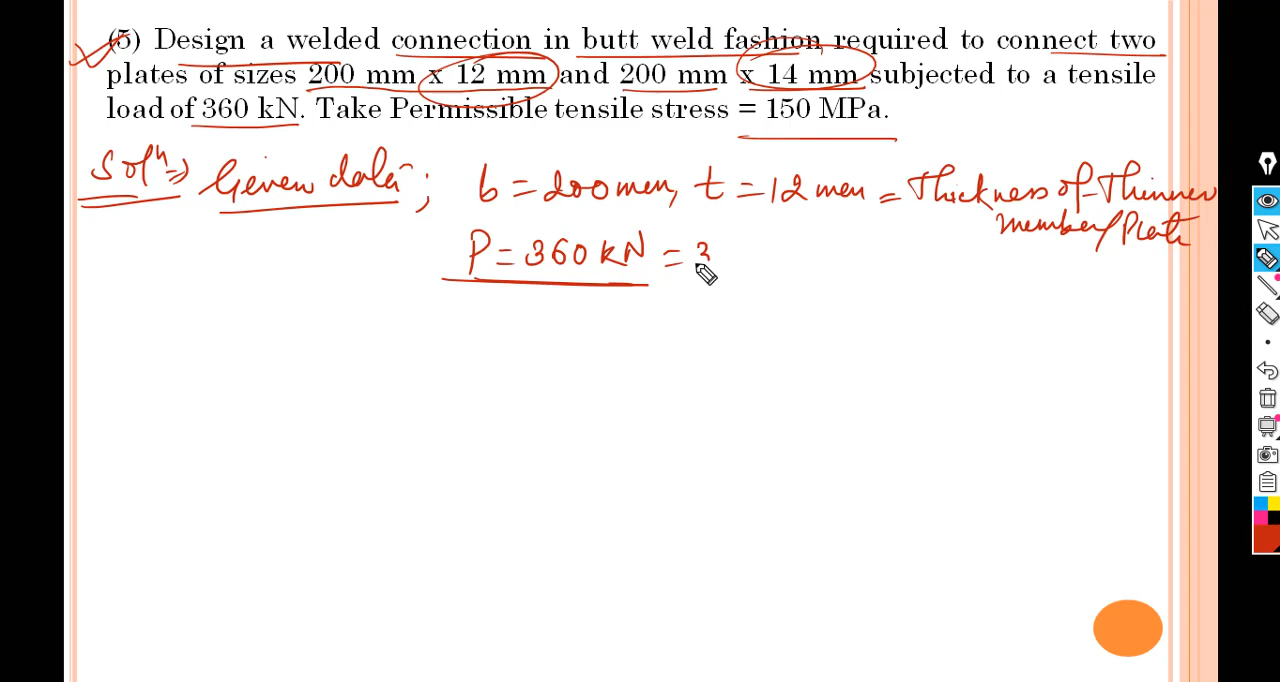 (5) Design a welded connection in butt weld fashion, required to connect two
plates of sizes 200 mm x 12 mm and 200 mm x 14 mm subjected to a tensile
load of 360 kN. Take Permissible tensile stress = 150 MPa.
Solⁿ ⇒ Given data ; b = 200 mm, t = 12 mm = Thickness of Thinner
member/Plate
P = 360 kN = 3